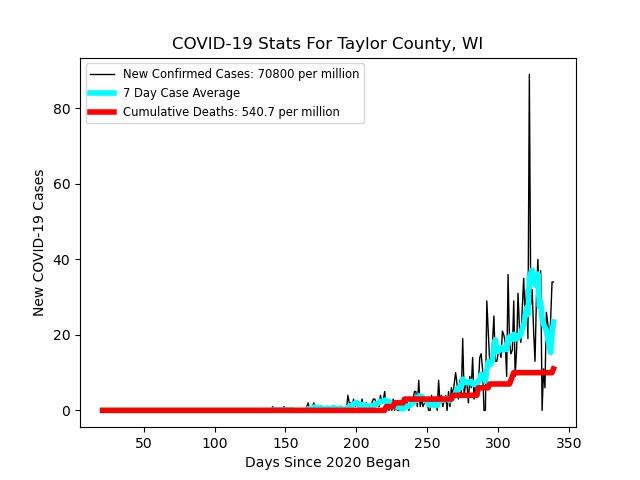 COVID-19 Stats For Taylor County, WI
New Confirmed Cases: 70800 per million
7 Day Case Average
Cumulative Deaths: 540.7 per million
New COVID-19 Cases
80
60
40
20
0
50
100
150
200
250
300
350
Days Since 2020 Began